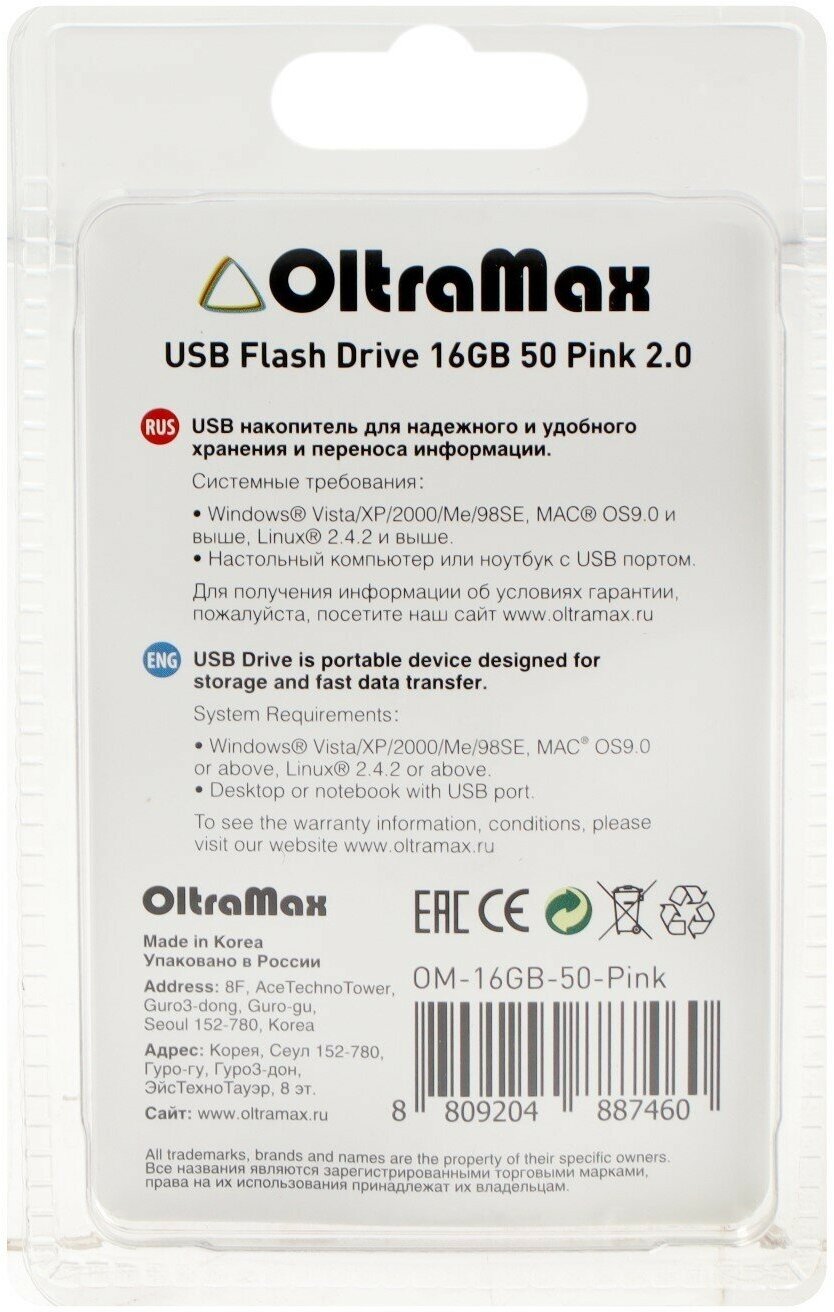 OltraMax
USB Flash Drive 16GB 50 Pink 2.0
RUS
USB накопитель для надежного и удобного
хранения и переноса информации.
Системные требования:
• Windows® Vista/XP/2000/Me/98SE, MAC® OS9.0 и
выше, Linux® 2.4.2 и выше.
• Настольный компьютер или ноутбук с USB портом.
Для получения информации об условиях гарантии,
пожалуйста, посетите наш сайт www.oltramax.ru
ENG
USB Drive is portable device designed for
storage and fast data transfer.
System Requirements:
• Windows® Vista/XP/2000/Me/98SE, MAC® OS9.0
or above, Linux® 2.4.2 or above.
• Desktop or notebook with USB port.
To see the warranty information, conditions, please
visit our website www.oltramax.ru
OltraMax
EAC CE
Made in Korea
Упаковано в России
Address: 8F, AceTechnoTower,
Guro3-dong, Guro-gu,
Seoul 152-780, Korea
Адрес: Корея, Сеул 152-780,
Гуро-гу, Гуро3-дон,
ЭйсТехноТауэр, 8 эт.
Сайт: www.oltramax.ru
OM-16GB-50-Pink
8 809204 887460
All trademarks, brands and names are the property of their specific owners.
Все названия являются зарегистрированными торговыми марками,
права на их использования принадлежат их владельцам.